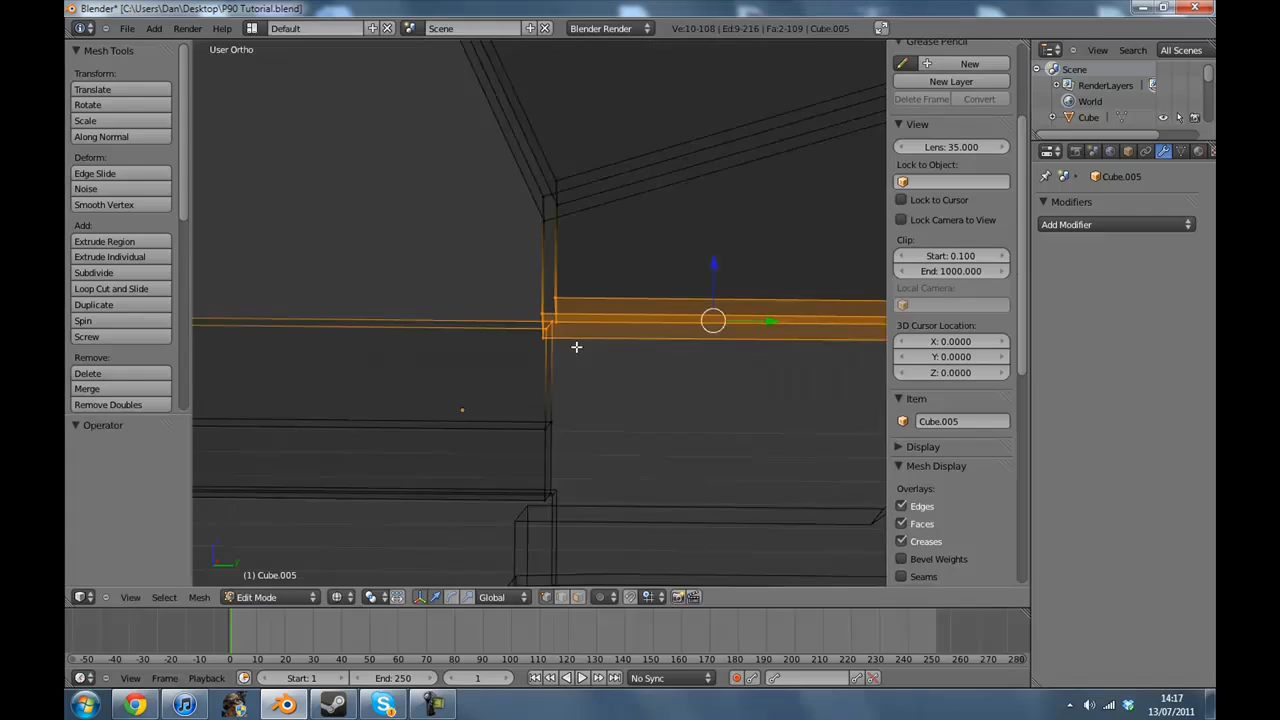 Blender* [C:\Users\Dan\Desktop\P90 Tutorial.blend]
File Add Render Help Default Scene Blender Render Ve:10-108 | Ed:9-216 | Fa:2-109 | Cube.005
Mesh Tools
Transform:
Translate
Rotate
Scale
Along Normal
Deform:
Edge Slide
Noise
Smooth Vertex
Add:
Extrude Region
Extrude Individual
Subdivide
Loop Cut and Slide
Duplicate
Spin
Screw
Remove:
Delete
Merge
Remove Doubles
Operator
User Ortho
(1) Cube.005
Grease Pencil
New
New Layer
Delete Frame Convert
View
Lens: 35.000
Lock to Object:
Lock to Cursor
Lock Camera to View
Clip:
Start: 0.100
End: 1000.000
Local Camera:
3D Cursor Location:
X: 0.0000
Y: 0.0000
Z: 0.0000
Item
Cube.005
Display
Mesh Display
Overlays:
Edges
Faces
Creases
Bevel Weights
Seams
View Search All Scenes
Scene
RenderLayers
World
Cube
Cube.005
Modifiers
Add Modifier
View Select Mesh Edit Mode Global
-50 -40 -30 -20 -10 0 10 20 30 40 50 60 70 80 90 100 110 120 130 140 150 160 170 180 190 200 210 220 230 240 250 260 270 280
View Frame Playback Start: 1 End: 250 1 No Sync
14:17
13/07/2011